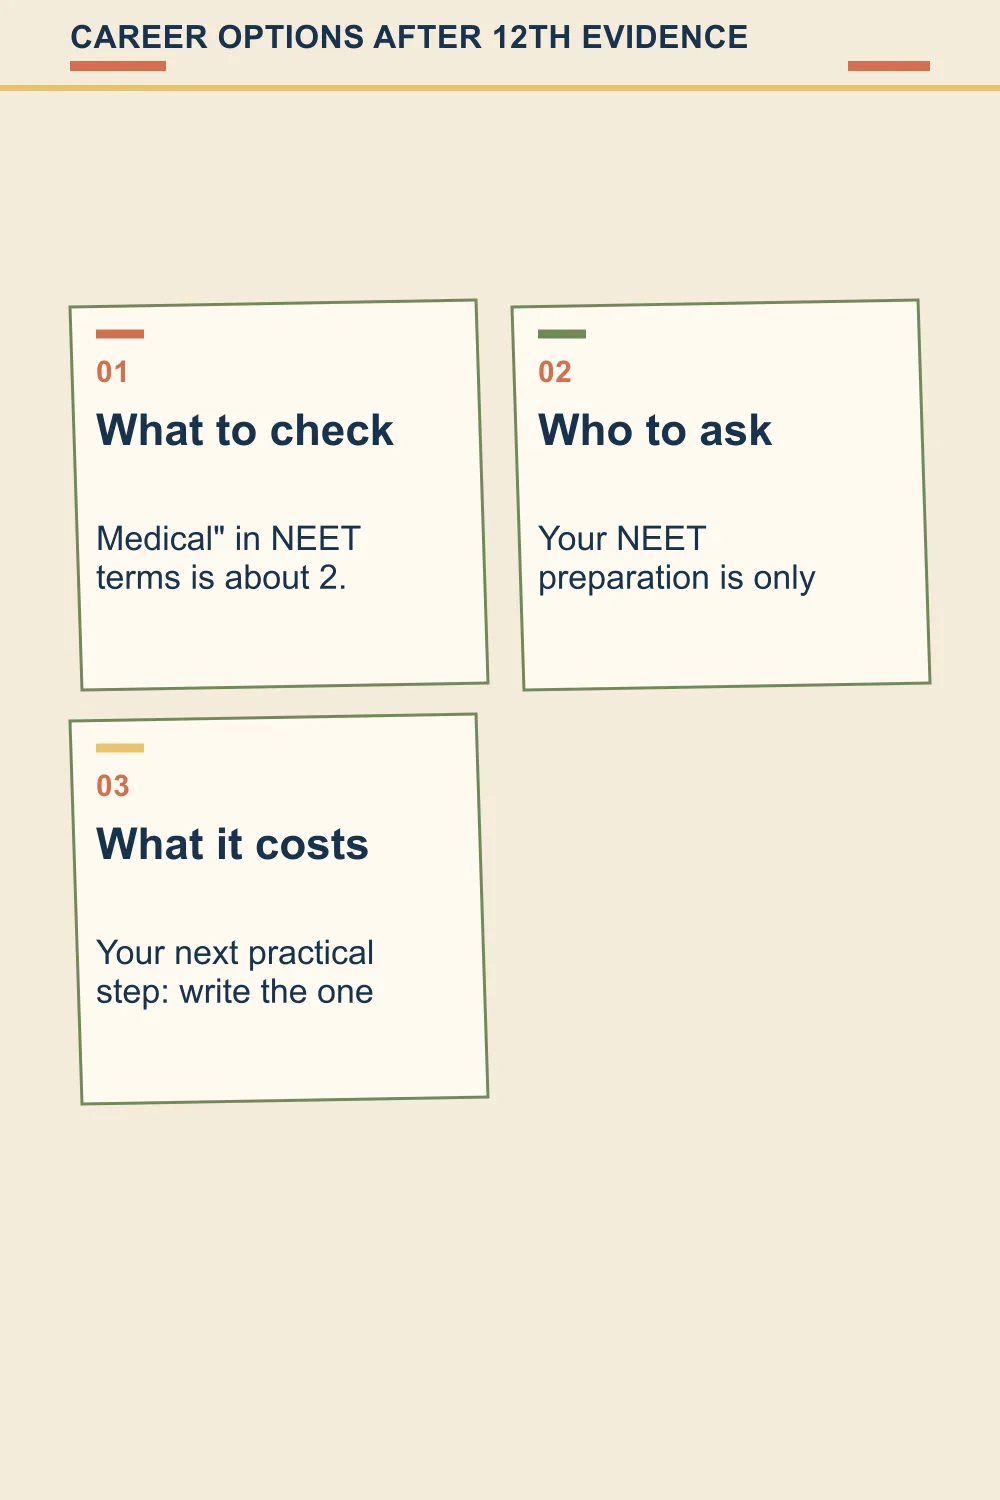 CAREER OPTIONS AFTER 12TH EVIDENCE
01
What to check
Medical" in NEET
terms is about 2.
02
Who to ask
Your NEET
preparation is only
03
What it costs
Your next practical
step: write the one